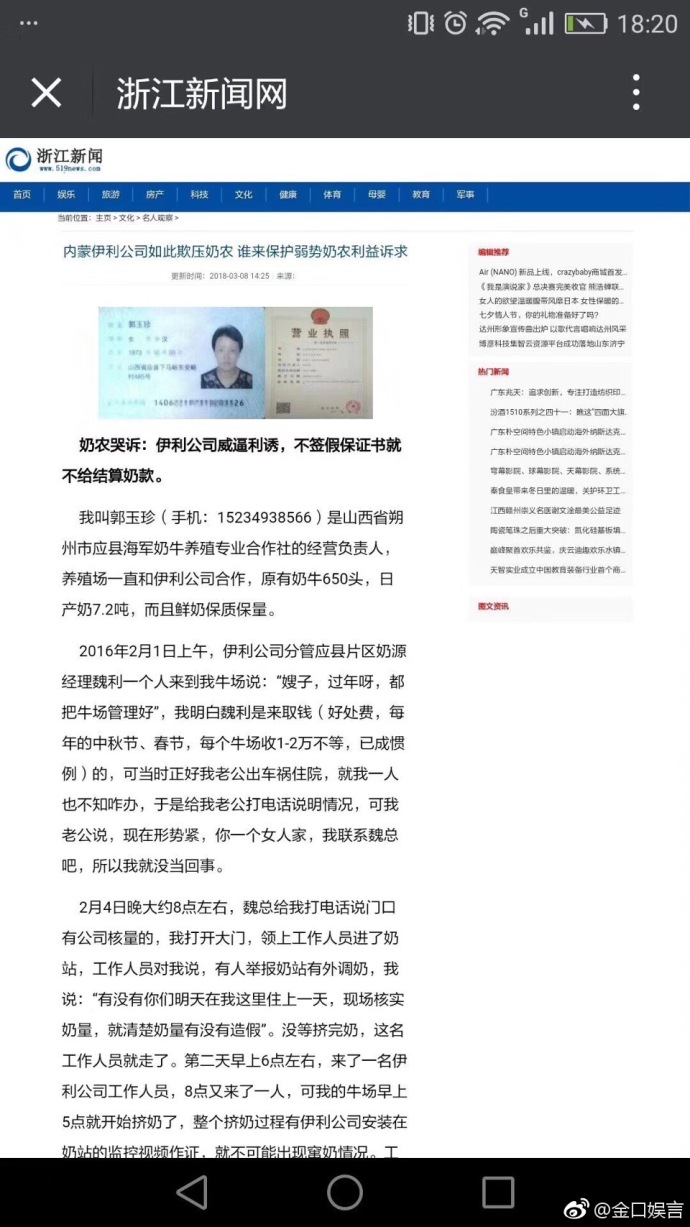 18:20
浙江新闻网
浙江新闻
www.519news.com
首页 娱乐 旅游 房产 科技 文化 健康 体育 母婴 教育 军事
当前位置：主页 > 文化 > 名人观察 >
内蒙伊利公司如此欺压奶农 谁来保护弱势奶农利益诉求
更新时间：2018-03-08 14:25 · 来源：
郭玉珍
营业执照
奶农哭诉：伊利公司威逼利诱，不签假保证书就
不给结算奶款。
我叫郭玉珍（手机：15234938566）是山西省朔
州市应县海军奶牛养殖专业合作社的经营负责人，
养殖场一直和伊利公司合作，原有奶牛650头，日
产奶7.2吨，而且鲜奶保质保量。
2016年2月1日上午，伊利公司分管应县片区奶源
经理魏利一个人来到我牛场说：“嫂子，过年呀，都
把牛场管理好”，我明白魏利是来取钱（好处费，每
年的中秋节、春节，每个牛场收1-2万不等，已成惯
例）的，可当时正好我老公出车祸住院，就我一人
也不知咋办，于是给我老公打电话说明情况，可我
老公说，现在形势紧，你一个女人家，我联系魏总
吧，所以我就没当回事。
2月4日晚大约8点左右，魏总给我打电话说门口
有公司核量的，我打开大门，领上工作人员进了奶
站，工作人员对我说，有人举报奶站有外调奶，我
说：“有没有你们明天在我这里住上一天，现场核实
奶量，就清楚奶量有没有造假”。没等挤完奶，这名
工作人员就走了。第二天早上6点左右，来了一名伊
利公司工作人员，8点又来了一人，可我的牛场早上
5点就开始挤奶了，整个挤奶过程有伊利公司安装在
奶站的监控视频作证，就不可能出现窜奶情况。工
编辑推荐
Air (NANO) 新品上线，crazybaby商城首发...
《我是演说家》总决赛完美收官 熊浩蝉联...
女人的欲望温暖腹带风靡日本 女性保暖的...
七夕情人节，你的礼物准备好了吗？
达州形象宣传曲出炉 以歌代言唱响达州风采
博彦科技集智云资源平台成功落地山东济宁
热门新闻
广东兆天：追求创新，专注打造纺织印...
汾酒1510系列之四十一：瞧这“四面大旗...
广东朴空间特色小镇启动海外纳斯达克...
广东朴空间特色小镇启动海外纳斯达克...
穹幕影院、球幕影院、天幕影院、系统...
秦食皇带来冬日里的温暖，关护环卫工...
江西赣州崇义名医谢文淦最美公益足迹
陶瓷笔珠之后重大突破：氮化硅基板填...
巅峰聚首欢乐共鉴，庆云迪趣欢乐水镇...
天智实业成立中国教育装备行业首个商...
图文资讯
@金口娱言